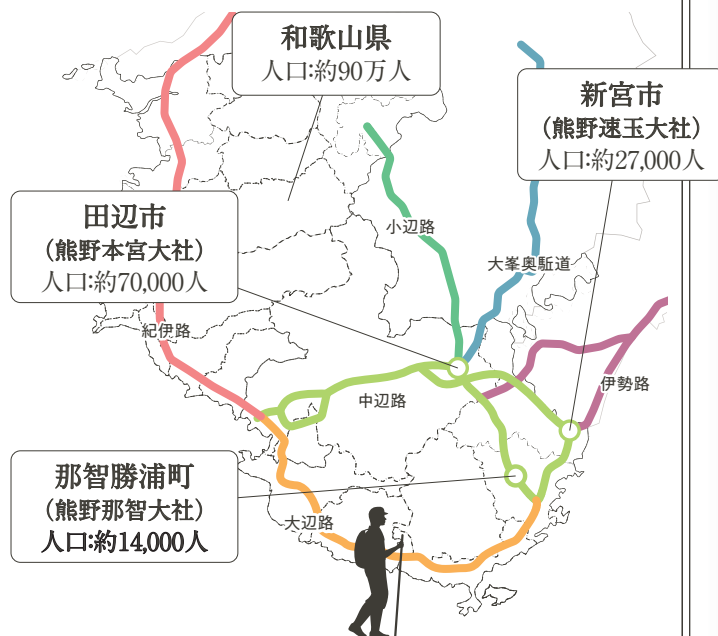 和歌山県
人口:約90万人
新宮市
(熊野速玉大社)
人口:約27,000人
田辺市
(熊野本宮大社)
人口:約70,000人
小辺路
大峯奥駈道
紀伊路
中辺路
伊勢路
那智勝浦町
(熊野那智大社)
人口:約14,000人
大辺路